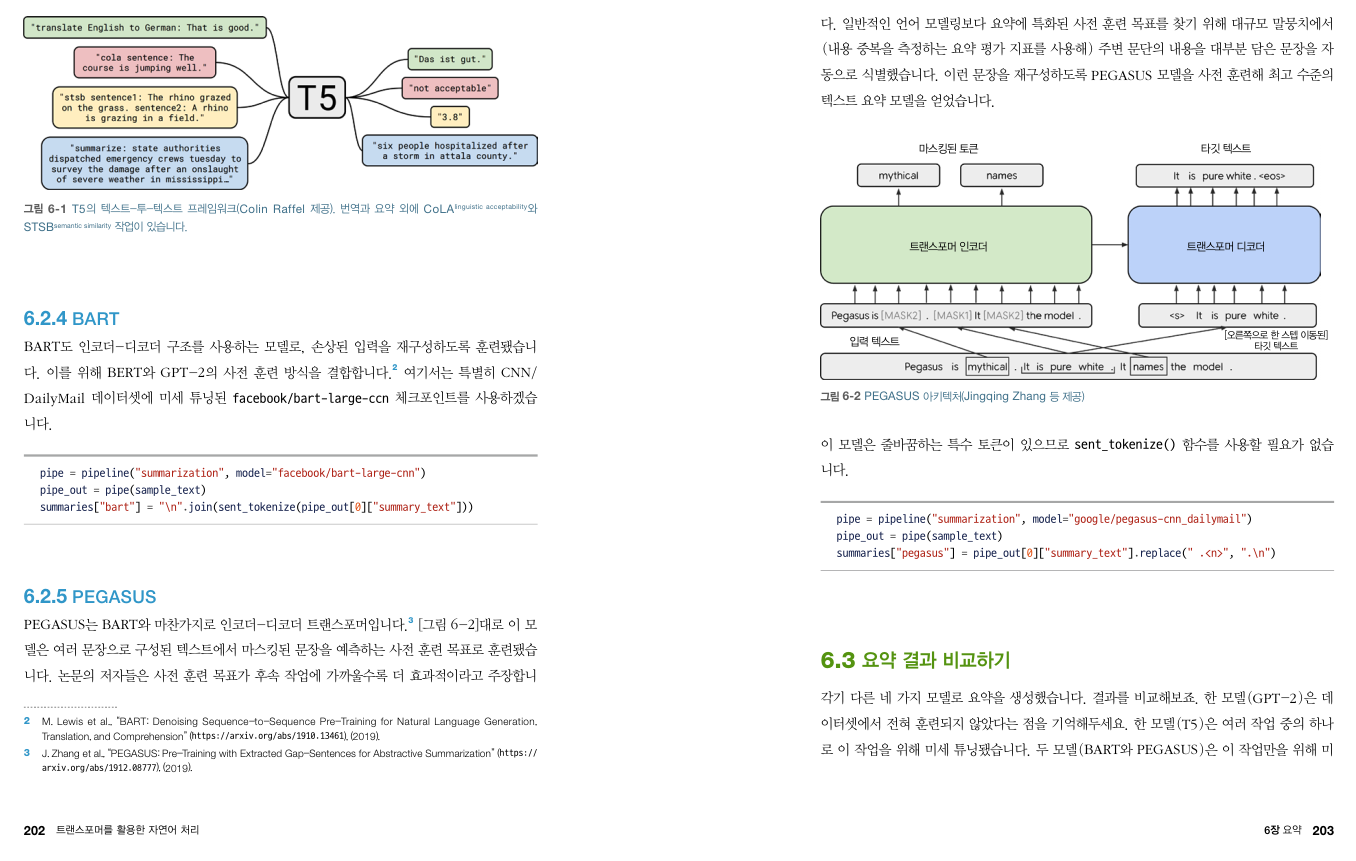 "translate English to German: That is good."
"cola sentence: The
course is jumping well."
"stsb sentence1: The rhino grazed
on the grass. sentence2: A rhino
is grazing in a field."
"summarize: state authorities
dispatched emergency crews tuesday to
survey the damage after an onslaught
of severe weather in mississippi…"
T5
"Das ist gut."
"not acceptable"
"3.8"
"six people hospitalized after
a storm in attala county."
그림 6-1 T5의 텍스트-투-텍스트 프레임워크(Colin Raffel 제공). 번역과 요약 외에 CoLA linguistic acceptability와
STSB semantic similarity 작업이 있습니다.
6.2.4 BART
BART도 인코더-디코더 구조를 사용하는 모델로, 손상된 입력을 재구성하도록 훈련됐습니
다. 이를 위해 BERT와 GPT-2의 사전 훈련 방식을 결합합니다.2 여기서는 특별히 CNN/
DailyMail 데이터셋에 미세 튜닝된 facebook/bart-large-ccn 체크포인트를 사용하겠습
니다.
pipe = pipeline("summarization", model="facebook/bart-large-cnn")
pipe_out = pipe(sample_text)
summaries["bart"] = "\n".join(sent_tokenize(pipe_out[0]["summary_text"]))
6.2.5 PEGASUS
PEGASUS는 BART와 마찬가지로 인코더-디코더 트랜스포머입니다.3 [그림 6-2]대로 이 모
델은 여러 문장으로 구성된 텍스트에서 마스킹된 문장을 예측하는 사전 훈련 목표로 훈련됐습
니다. 논문의 저자들은 사전 훈련 목표가 후속 작업에 가까울수록 더 효과적이라고 주장합니
2 M. Lewis et al., "BART: Denoising Sequence-to-Sequence Pre-Training for Natural Language Generation,
Translation, and Comprehension" (https://arxiv.org/abs/1910.13461), (2019).
3 J. Zhang et al., "PEGASUS: Pre-Training with Extracted Gap-Sentences for Abstractive Summarization" (https://
arxiv.org/abs/1912.08777), (2019).
202 트랜스포머를 활용한 자연어 처리
다. 일반적인 언어 모델링보다 요약에 특화된 사전 훈련 목표를 찾기 위해 대규모 말뭉치에서
(내용 중복을 측정하는 요약 평가 지표를 사용해) 주변 문단의 내용을 대부분 담은 문장을 자
동으로 식별했습니다. 이런 문장을 재구성하도록 PEGASUS 모델을 사전 훈련해 최고 수준의
텍스트 요약 모델을 얻었습니다.
마스킹된 토큰
타깃 텍스트
mythical
names
It is pure white . <eos>
트랜스포머 인코더
트랜스포머 디코더
Pegasus is [MASK2] . [MASK1] It [MASK2] the model .
<s> It is pure white .
입력 텍스트
[오른쪽으로 한 스텝 이동된]
타깃 텍스트
Pegasus is mythical . It is pure white . It names the model .
그림 6-2 PEGASUS 아키텍처(Jingqing Zhang 등 제공)
이 모델은 줄바꿈하는 특수 토큰이 있으므로 sent_tokenize() 함수를 사용할 필요가 없습
니다.
pipe = pipeline("summarization", model="google/pegasus-cnn_dailymail")
pipe_out = pipe(sample_text)
summaries["pegasus"] = pipe_out[0]["summary_text"].replace(" .<n>", ".\n")
6.3 요약 결과 비교하기
각기 다른 네 가지 모델로 요약을 생성했습니다. 결과를 비교해보죠. 한 모델(GPT-2)은 데
이터셋에서 전혀 훈련되지 않았다는 점을 기억해두세요. 한 모델(T5)은 여러 작업 중의 하나
로 이 작업을 위해 미세 튜닝됐습니다. 두 모델(BART와 PEGASUS)은 이 작업만을 위해 미
6장 요약 203